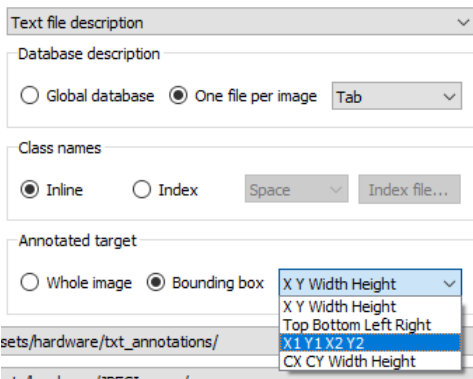 Text file description
Database description
Global database One file per image Tab
Class names
Inline Index Space Index file...
Annotated target
Whole image Bounding box X Y Width Height
X Y Width Height
Top Bottom Left Right
sets/hardware/txt_annotations/
X1 Y1 X2 Y2
CX CY Width Height